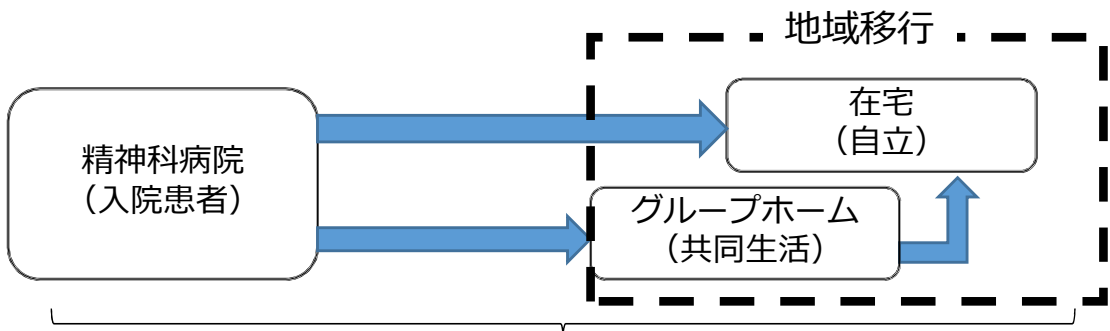 地域移行
精神科病院
（入院患者）
在宅
（自立）
グループホーム
（共同生活）